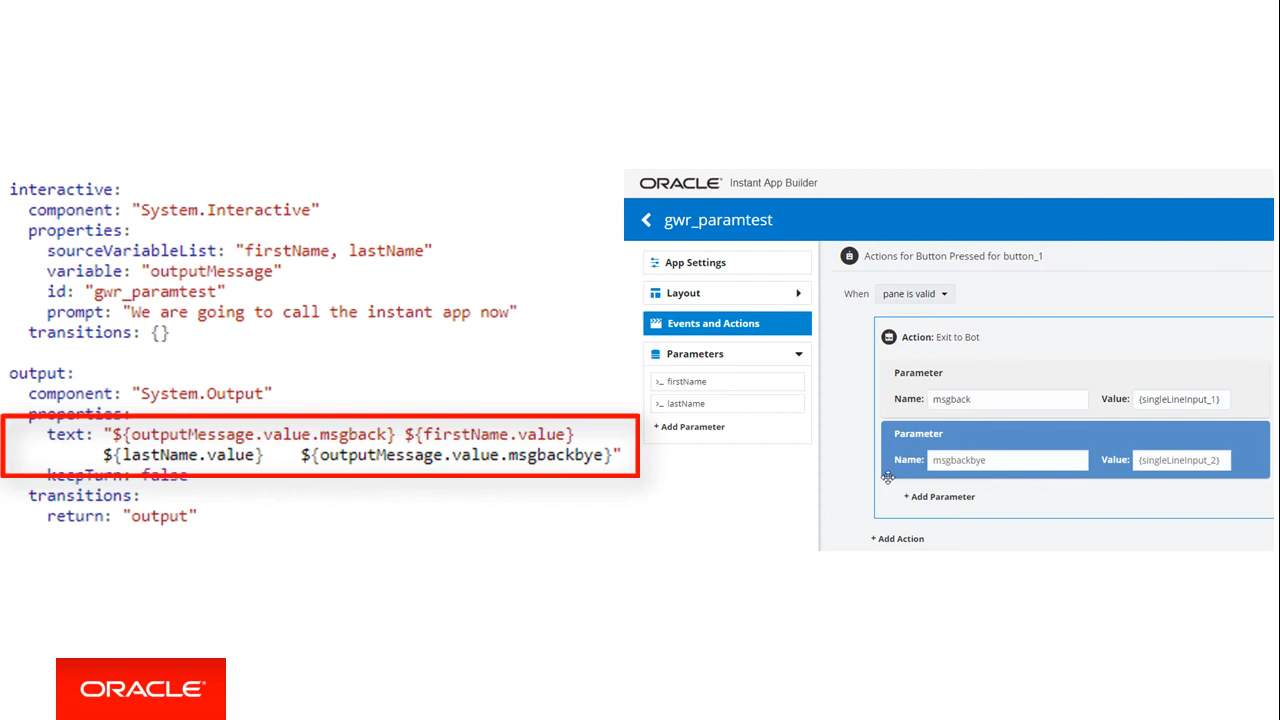 interactive:
component: "System.Interactive"
properties:
sourceVariableList: "firstName, lastName"
variable: "outputMessage"
id: "gwr_paramtest"
prompt: "We are going to call the instant app now"
transitions: {}
output:
component: "System.Output"
properties:
text: "${outputMessage.value.msgback} ${firstName.value}
${lastName.value} ${outputMessage.value.msgbackbye}"
keepTurn: false
transitions:
return: "output"
ORACLE® Instant App Builder
gwr_paramtest
App Settings
Layout
Events and Actions
Parameters
>_ firstName
>_ lastName
+ Add Parameter
Actions for Button Pressed for button_1
When pane is valid
Action: Exit to Bot
Parameter
Name: msgback Value: {singleLineInput_1}
Parameter
Name: msgbackbye Value: {singleLineInput_2}
+ Add Parameter
+ Add Action
ORACLE®